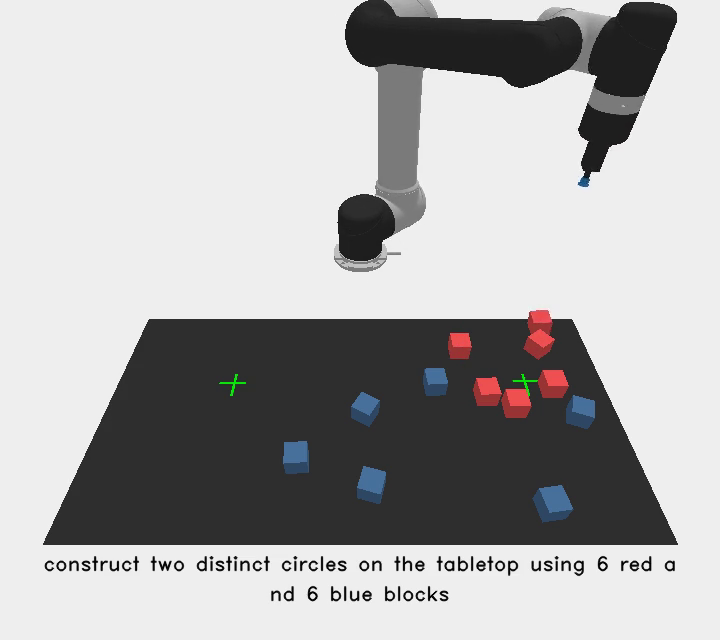 construct two distinct circles on the tabletop using 6 red a
nd 6 blue blocks